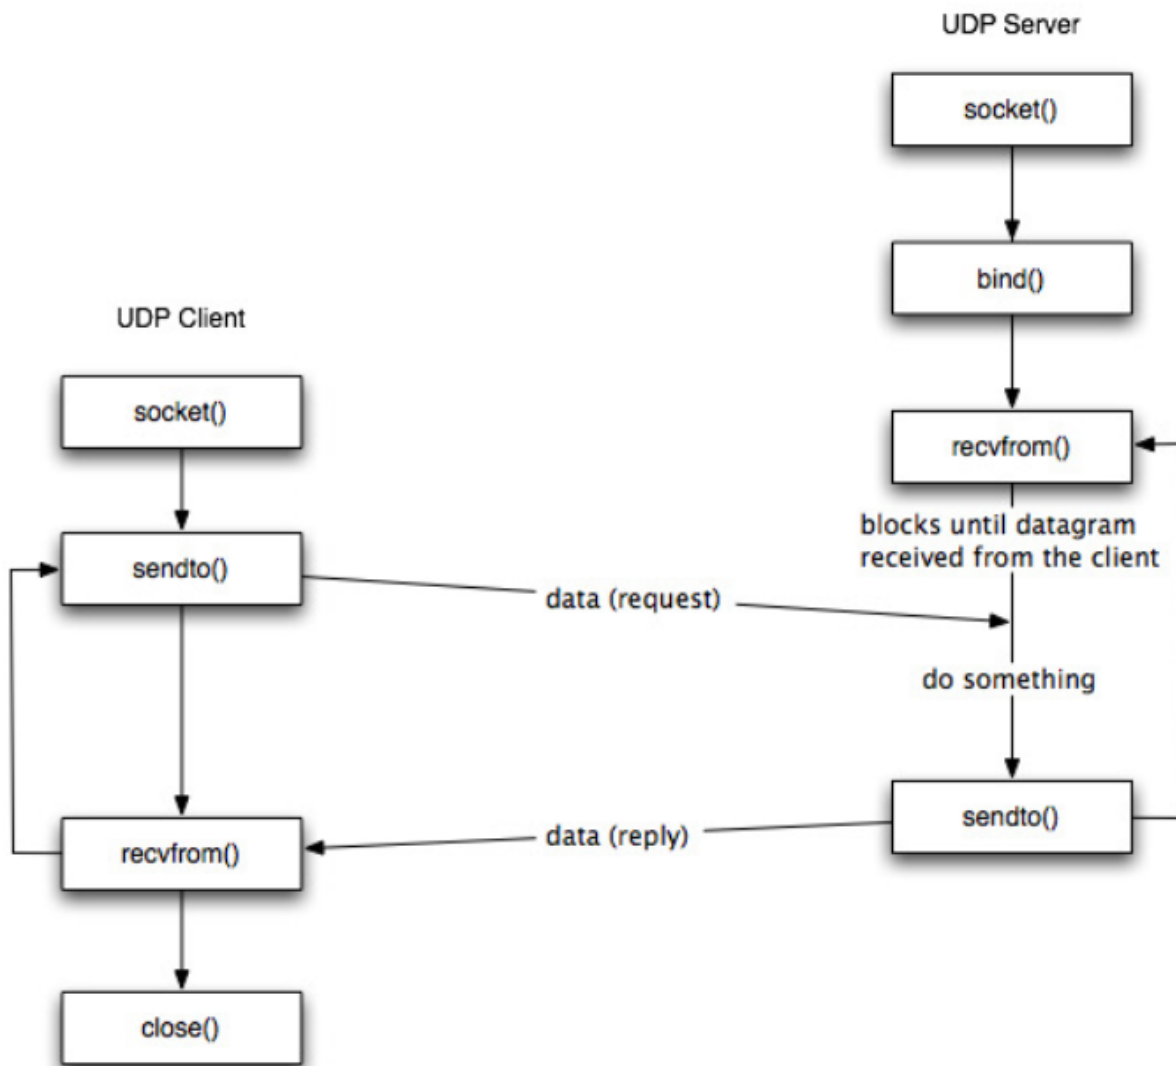 UDP Server
socket()
bind()
UDP Client
socket()
recvfrom()
blocks until datagram
received from the client
sendto()
data (request)
do something
sendto()
data (reply)
recvfrom()
close()